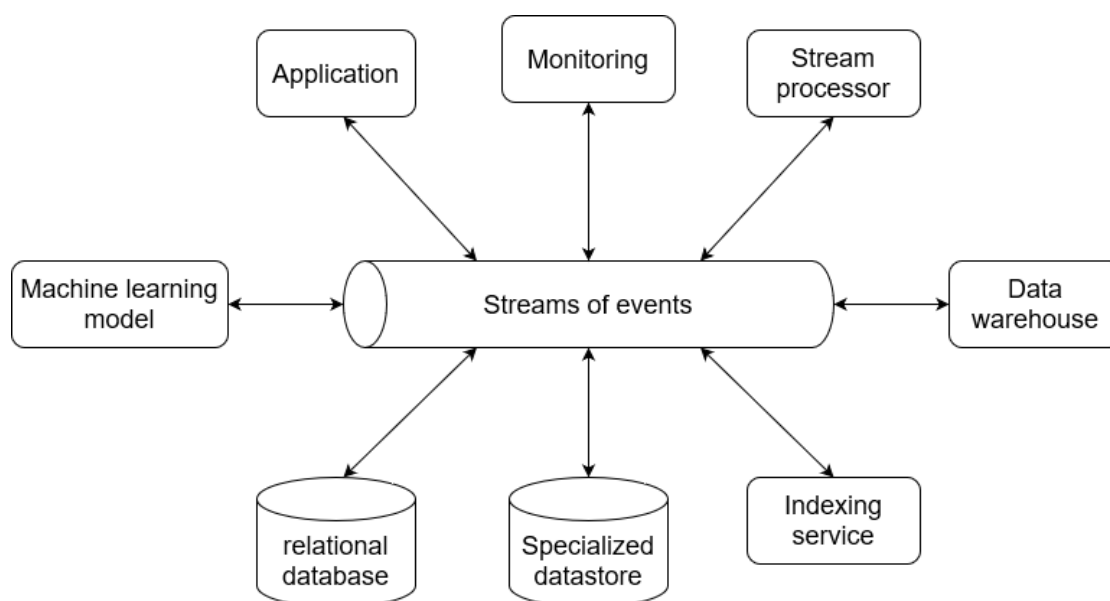 Application
Monitoring
Stream
processor
Machine learning
model
Streams of events
Data
warehouse
relational
database
Specialized
datastore
Indexing
service